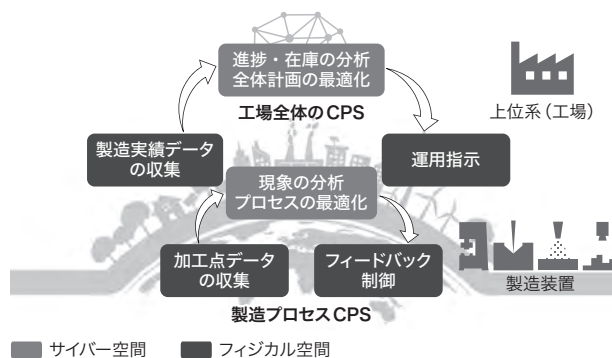 進捗・在庫の分析
全体計画の最適化
工場全体のCPS
上位系(工場)
製造実績データ
の収集
運用指示
現象の分析
プロセスの最適化
加工点データ
の収集
フィードバック
制御
製造装置
製造プロセスCPS
サイバー空間
フィジカル空間